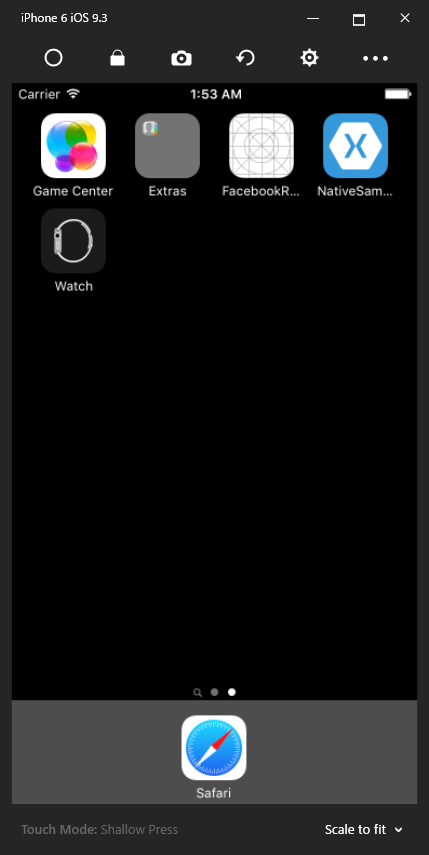 iPhone 6 iOS 9.3
Carrier 1:53 AM
Game Center Extras FacebookR... NativeSam...
Watch
Safari
Touch Mode: Shallow Press Scale to fit